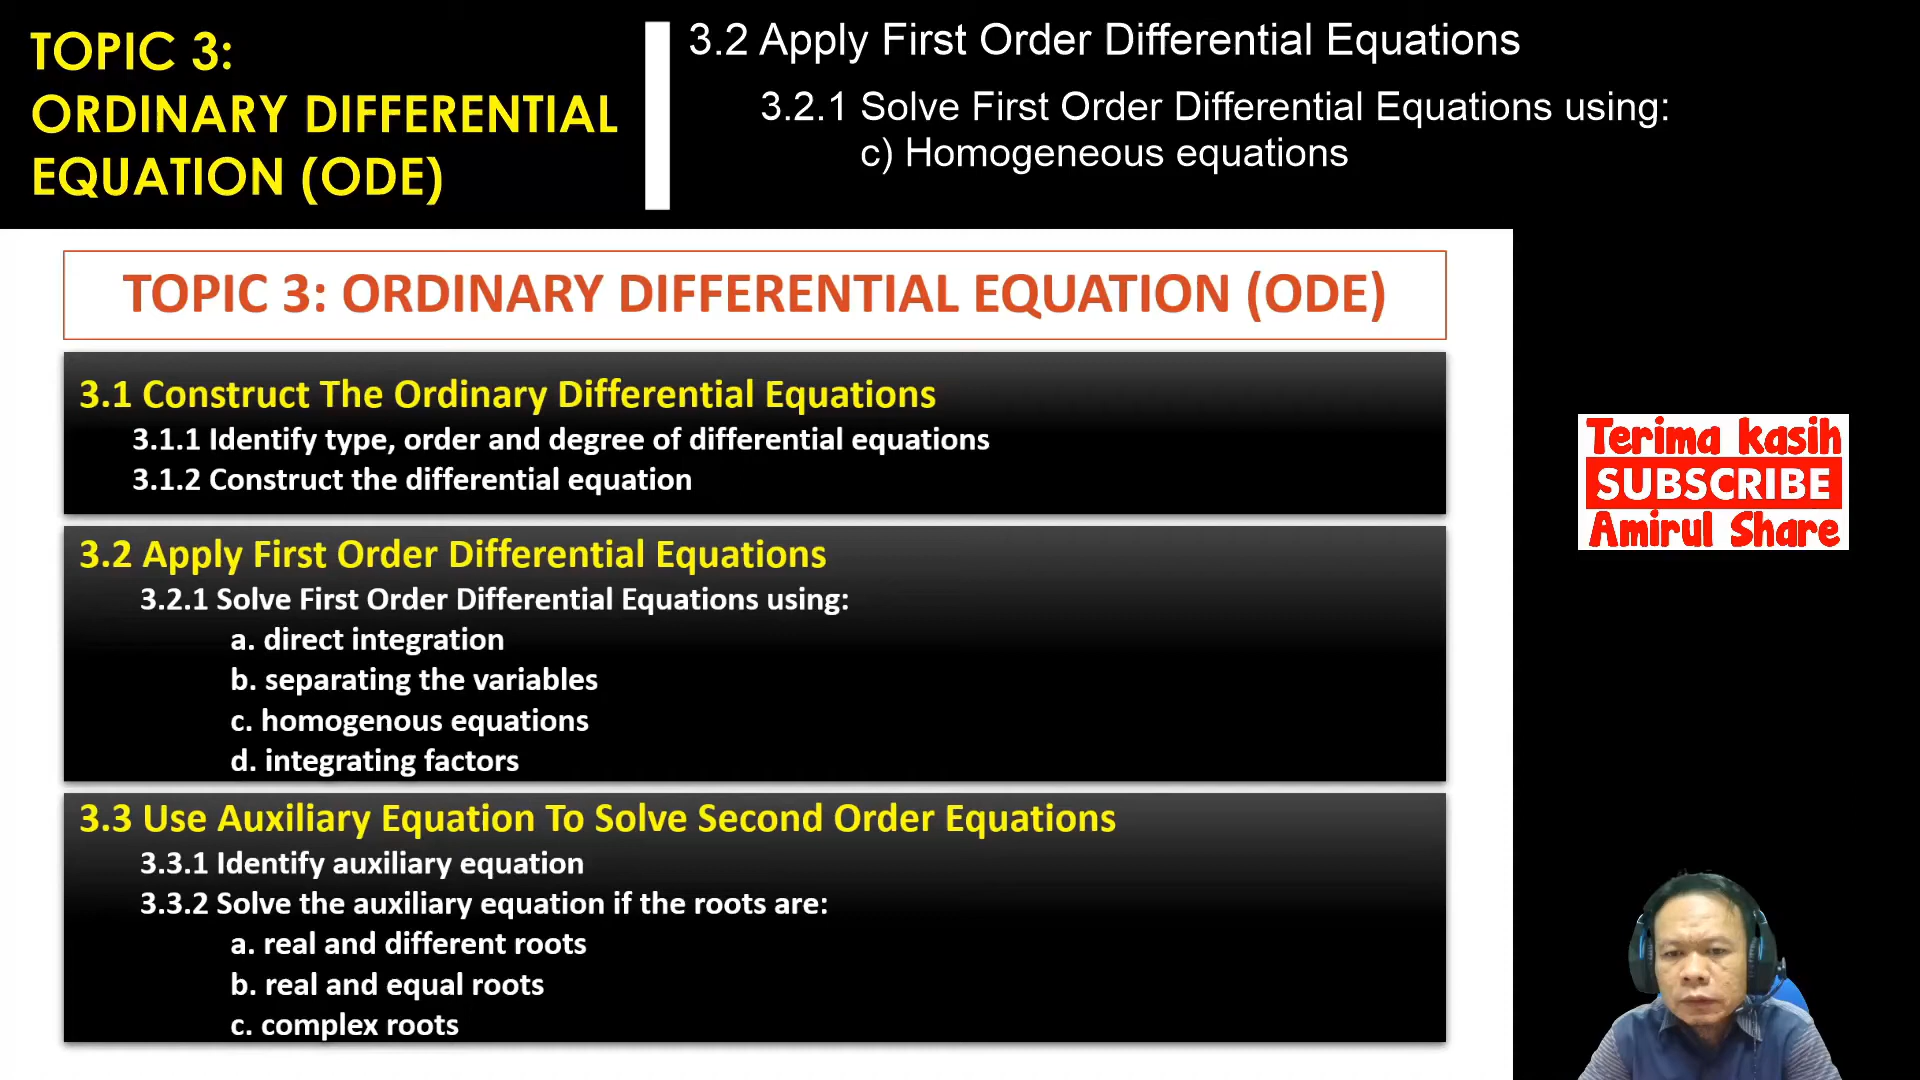 TOPIC 3:
ORDINARY DIFFERENTIAL
EQUATION (ODE)
3.2 Apply First Order Differential Equations
3.2.1 Solve First Order Differential Equations using:
c) Homogeneous equations
TOPIC 3: ORDINARY DIFFERENTIAL EQUATION (ODE)
3.1 Construct The Ordinary Differential Equations
3.1.1 Identify type, order and degree of differential equations
3.1.2 Construct the differential equation
3.2 Apply First Order Differential Equations
3.2.1 Solve First Order Differential Equations using:
a. direct integration
b. separating the variables
c. homogenous equations
d. integrating factors
3.3 Use Auxiliary Equation To Solve Second Order Equations
3.3.1 Identify auxiliary equation
3.3.2 Solve the auxiliary equation if the roots are:
a. real and different roots
b. real and equal roots
c. complex roots
Terima kasih
SUBSCRIBE
Amirul Share